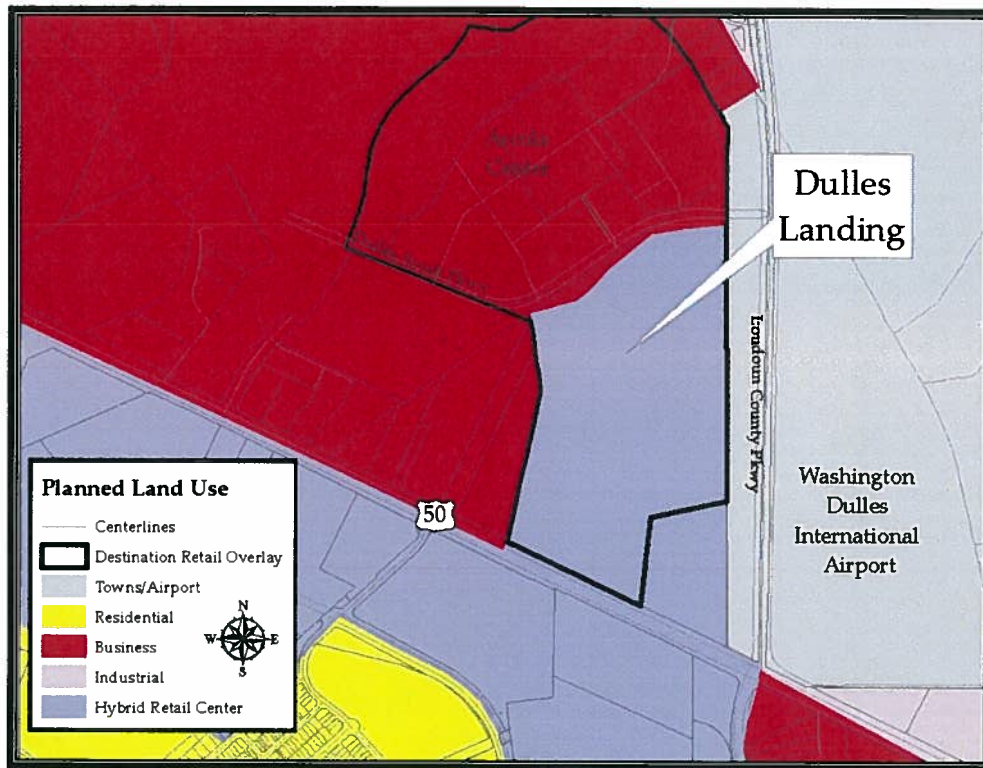 Dulles
Landing
Loudoun County Pkwy
Washington
Dulles
International
Airport
50
Planned Land Use
Centerlines
Destination Retail Overlay
Towns/Airport
Residential
Business
Industrial
Hybrid Retail Center
N
W
E
S
Center